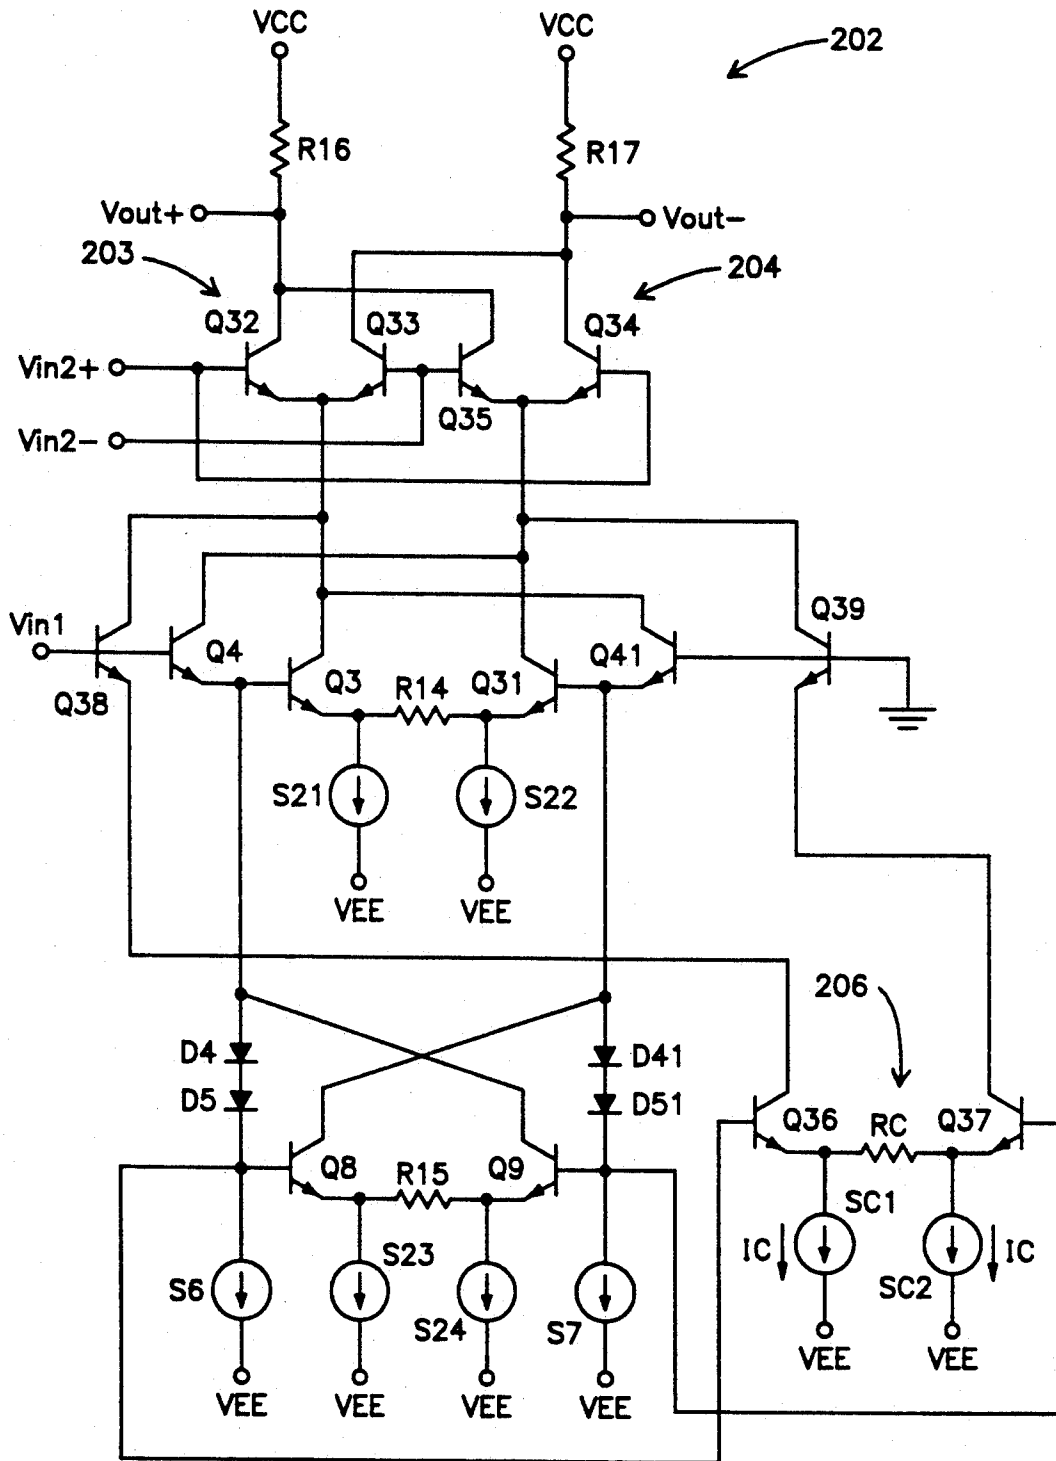 VCC
VCC
202
R16
R17
Vout+
Vout-
203
204
Q32
Q33
Q34
Vin2+
Q35
Vin2-
Vin1
Q39
Q4
Q41
Q38
Q3
R14
Q31
S21
S22
VEE
VEE
206
D4
D41
D5
D51
Q36
RC
Q37
Q8
R15
Q9
SC1
S23
IC
IC
S6
S24
S7
SC2
VEE
VEE
VEE
VEE
VEE
VEE